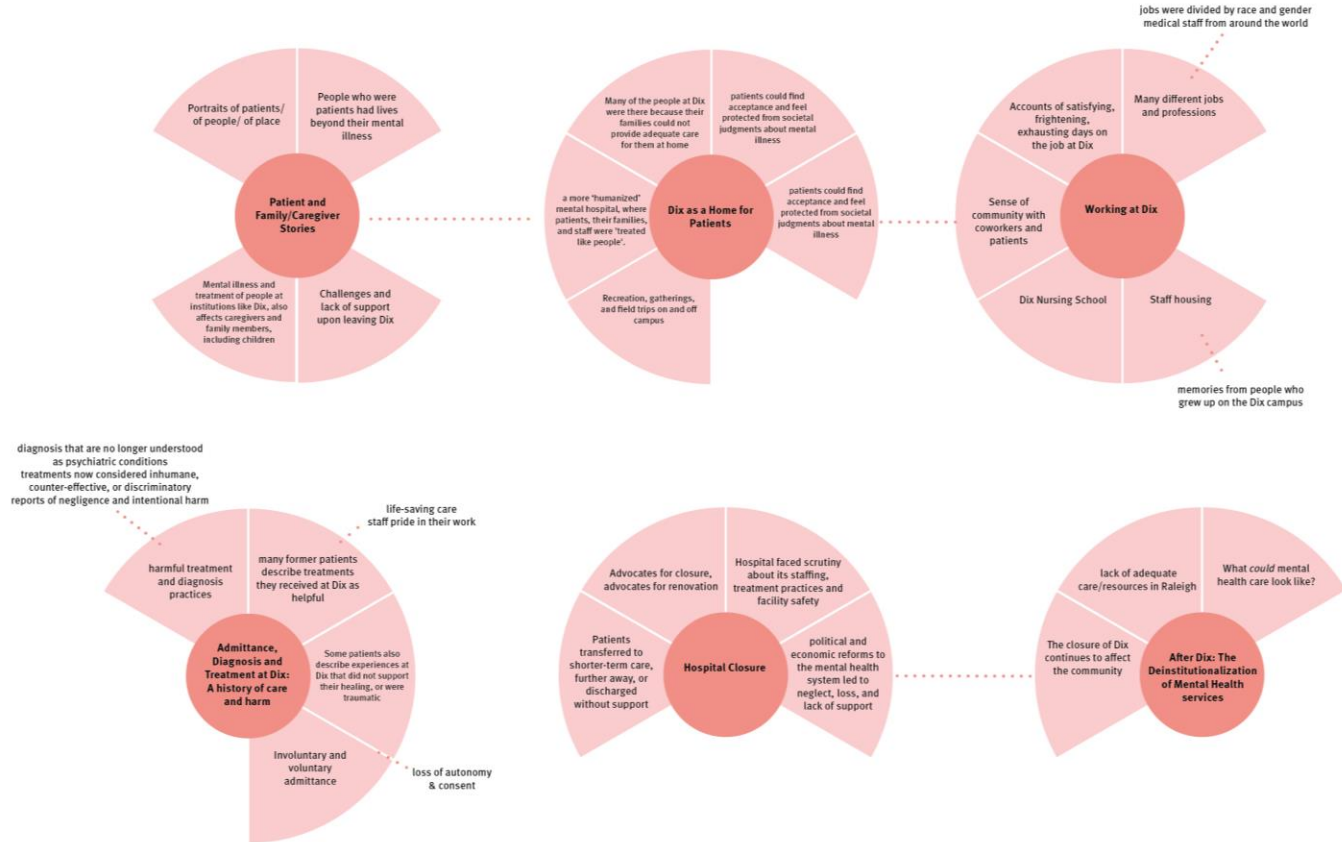 jobs were divided by race and gender
medical staff from around the world
Portraits of patients/
of people/ of place
People who were
patients had lives
beyond their mental
illness
Patient and
Family/Caregiver
Stories
Mental illness and
treatment of people at
institutions like Dix, also
affects caregivers and
family members,
including children
Challenges and
lack of support
upon leaving Dix
Many of the people at Dix
were there because their
families could not
provide adequate care
for them at home
patients could find
acceptance and feel
protected from societal
judgments about mental
illness
a more 'humanized'
mental hospital, where
patients, their families,
and staff were 'treated
like people'.
Dix as a Home for
Patients
patients could find
acceptance and feel
protected from societal
judgments about mental
illness
Recreation, gatherings,
and field trips on and off
campus
Accounts of satisfying,
frightening,
exhausting days on
the job at Dix
Many different jobs
and professions
Sense of
community with
coworkers and
patients
Working at Dix
Dix Nursing School
Staff housing
memories from people who
grew up on the Dix campus
diagnosis that are no longer understood
as psychiatric conditions
treatments now considered inhumane,
counter-effective, or discriminatory
reports of negligence and intentional harm
life-saving care
staff pride in their work
harmful treatment
and diagnosis
practices
many former patients
describe treatments
they received at Dix as
helpful
Admittance,
Diagnosis and
Treatment at Dix:
A history of care
and harm
Some patients also
describe experiences at
Dix that did not support
their healing, or were
traumatic
Involuntary and
voluntary
admittance
loss of autonomy
& consent
Advocates for closure,
advocates for renovation
Hospital faced scrutiny
about its staffing,
treatment practices and
facility safety
Patients
transferred to
shorter-term care,
further away, or
discharged
without support
Hospital Closure
political and
economic reforms to
the mental health
system led to
neglect, loss, and
lack of support
lack of adequate
care/resources in Raleigh
What could mental
health care look like?
The closure of Dix
continues to affect
the community
After Dix: The
Deinstitutionalization
of Mental Health
services